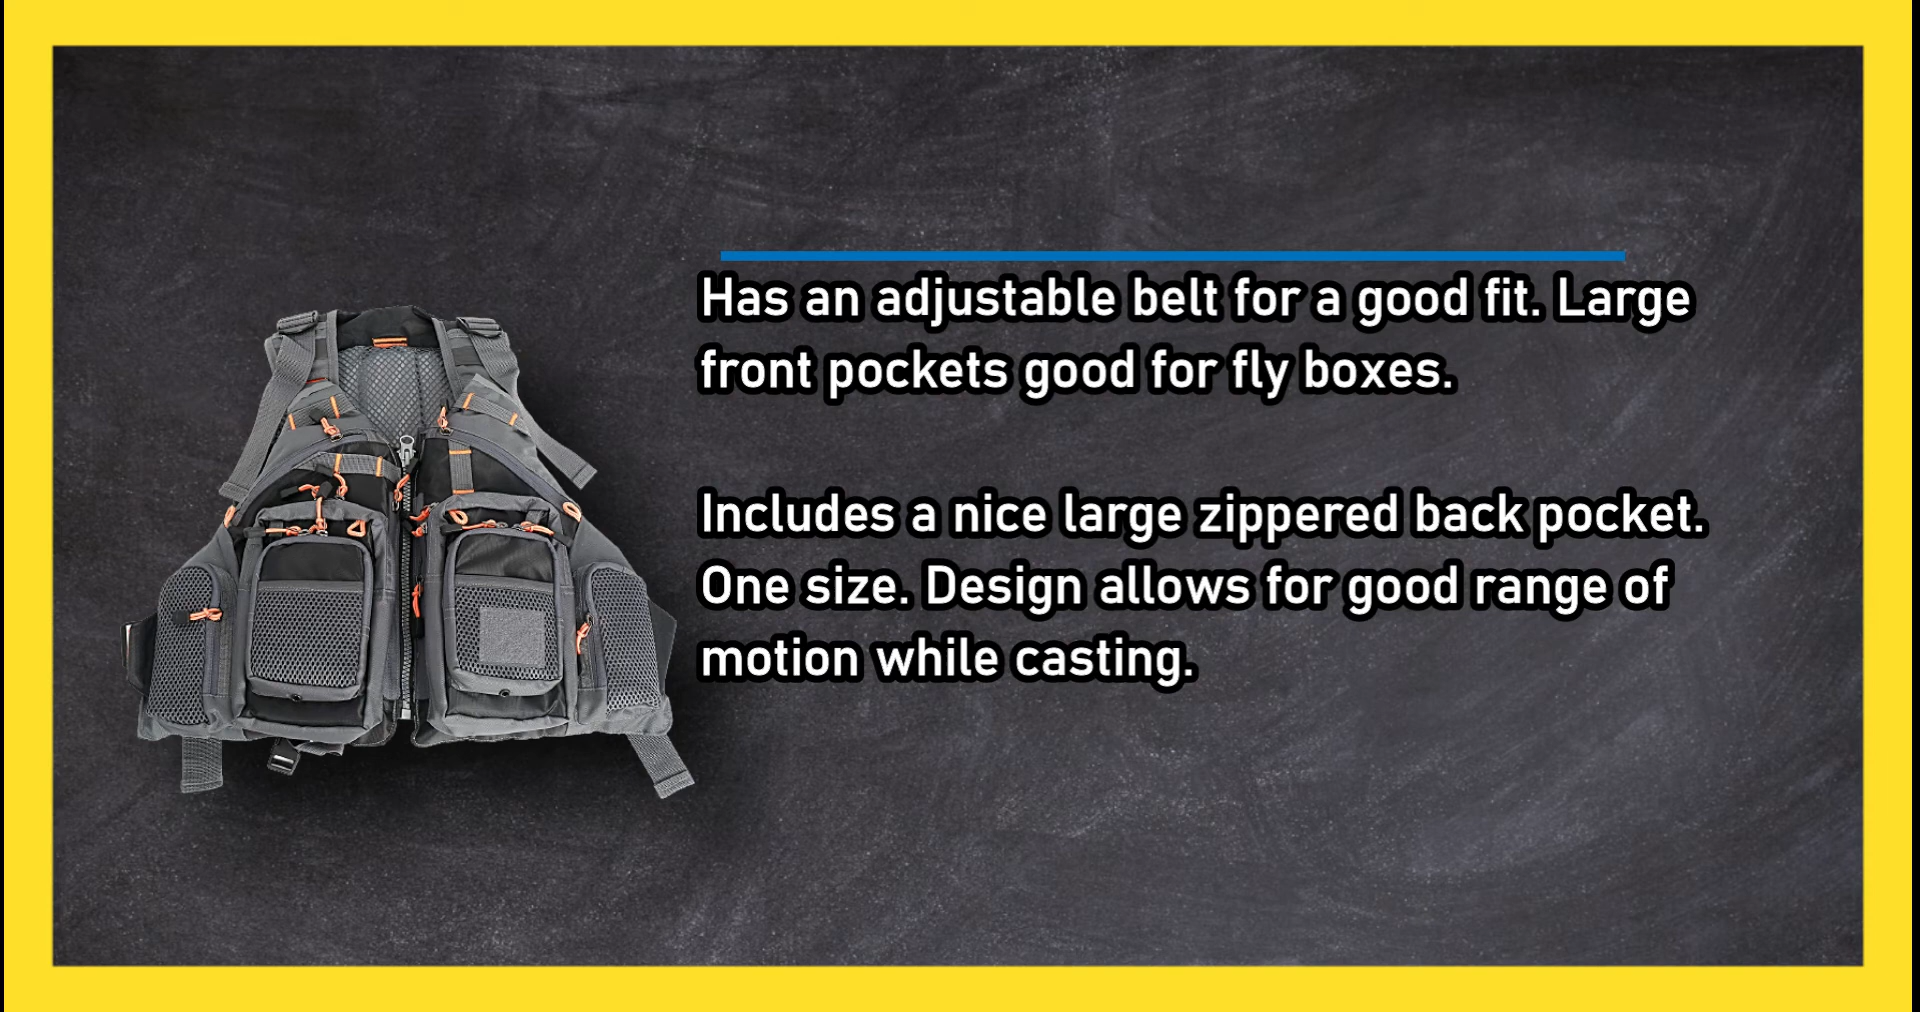 Has an adjustable belt for a good fit. Large
front pockets good for fly boxes.
Includes a nice large zippered back pocket.
One size. Design allows for good range of
motion while casting.